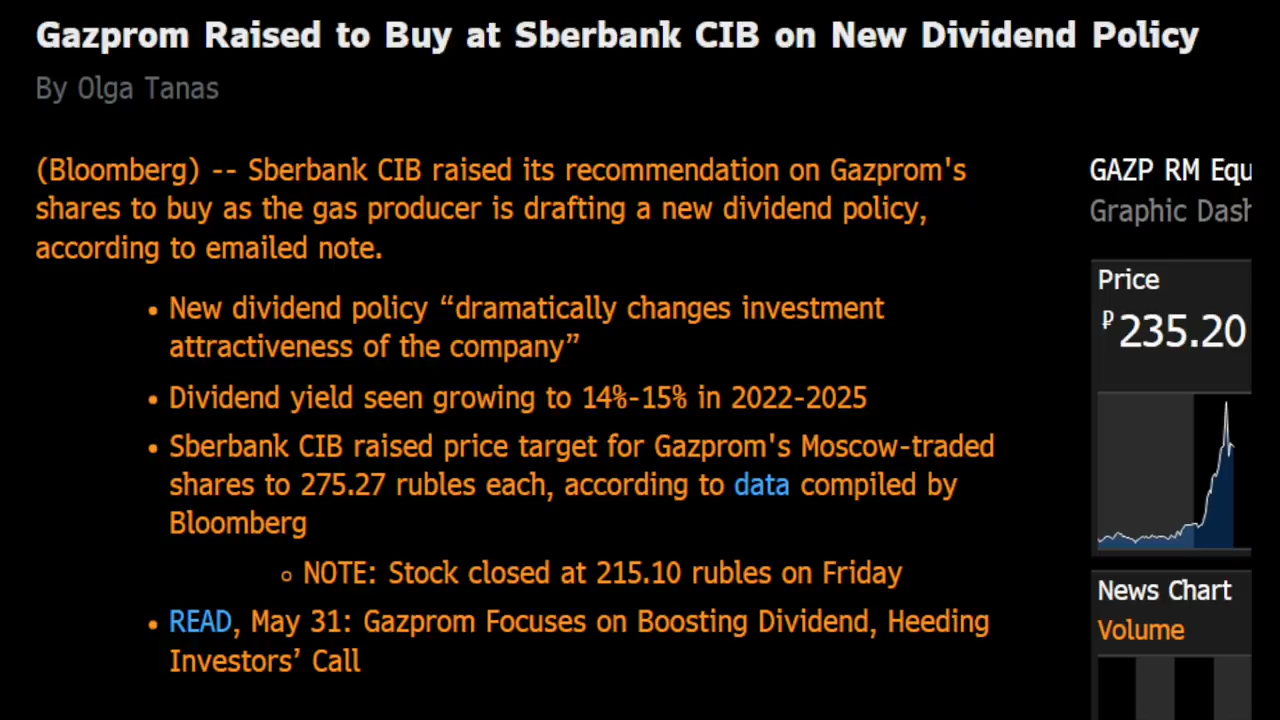 Gazprom Raised to Buy at Sberbank CIB on New Dividend Policy
By Olga Tanas
(Bloomberg) -- Sberbank CIB raised its recommendation on Gazprom's
shares to buy as the gas producer is drafting a new dividend policy,
according to emailed note.
• New dividend policy “dramatically changes investment
attractiveness of the company”
• Dividend yield seen growing to 14%-15% in 2022-2025
• Sberbank CIB raised price target for Gazprom's Moscow-traded
shares to 275.27 rubles each, according to data compiled by
Bloomberg
○ NOTE: Stock closed at 215.10 rubles on Friday
• READ, May 31: Gazprom Focuses on Boosting Dividend, Heeding
Investors’ Call
GAZP RM Equ
Graphic Dash
Price
₽235.20
News Chart
Volume